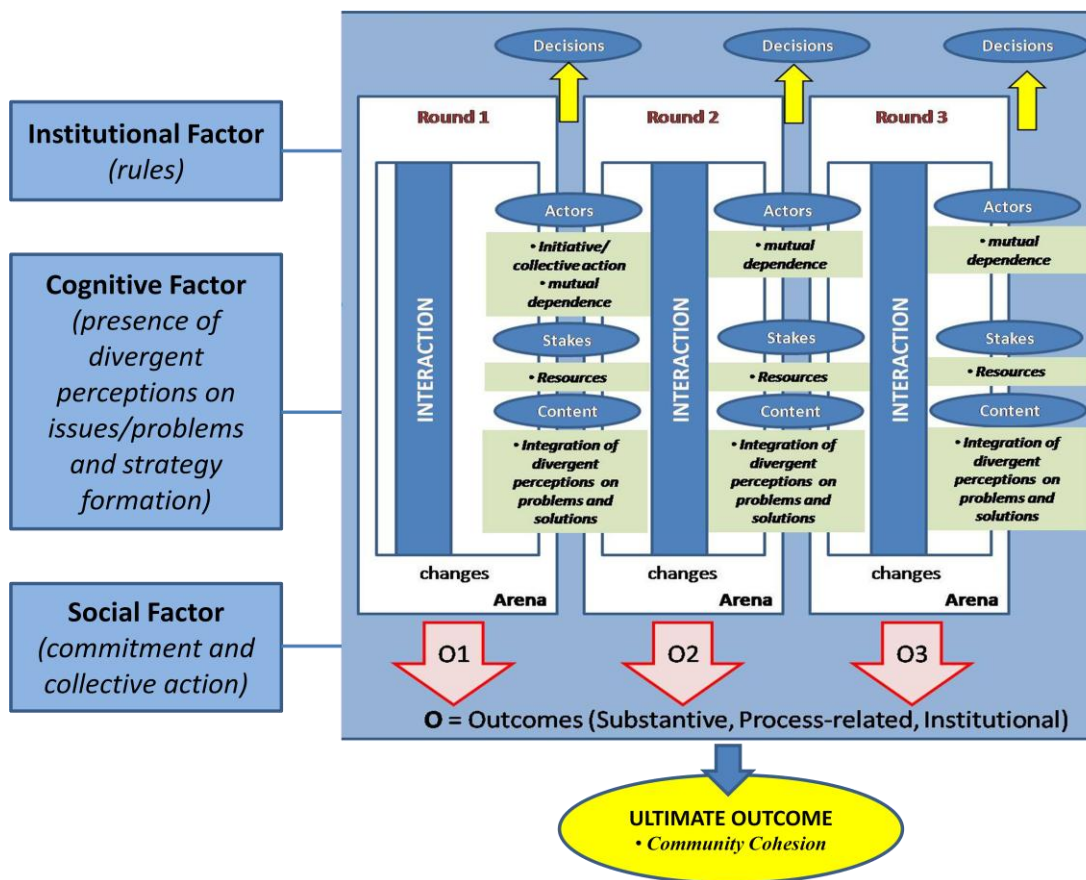 Institutional Factor
(rules)
Cognitive Factor
(presence of
divergent
perceptions on
issues/problems
and strategy
formation)
Social Factor
(commitment and
collective action)
Decisions
Decisions
Decisions
Round 1
INTERACTION
Actors
• Initiative/
collective action
• mutual
dependence
Stakes
• Resources
Content
• Integration of
divergent
perceptions on
problems and
solutions
changes
Arena
Round 2
INTERACTION
Actors
• mutual
dependence
Stakes
• Resources
Content
• Integration of
divergent
perceptions on
problems and
solutions
changes
Arena
Round 3
INTERACTION
Actors
• mutual
dependence
Stakes
• Resources
Content
• Integration of
divergent
perceptions on
problems and
solutions
changes
Arena
O1
O2
O3
O = Outcomes (Substantive, Process-related, Institutional)
ULTIMATE OUTCOME
• Community Cohesion